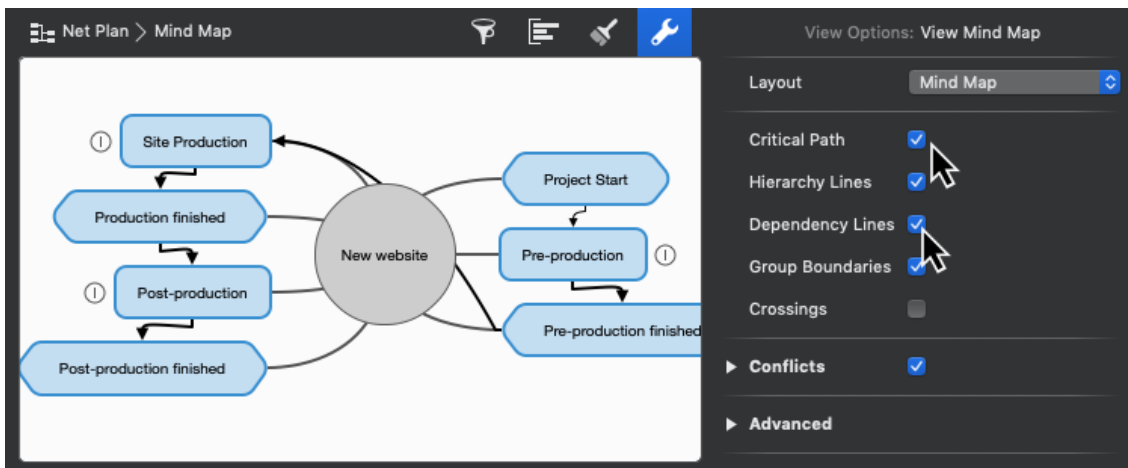 Net Plan > Mind Map
View Options: View Mind Map
Layout Mind Map
Critical Path
Hierarchy Lines
Dependency Lines
Group Boundaries
Crossings
Conflicts
Advanced
Site Production
Production finished
Post-production
Post-production finished
New website
Project Start
Pre-production
Pre-production finished